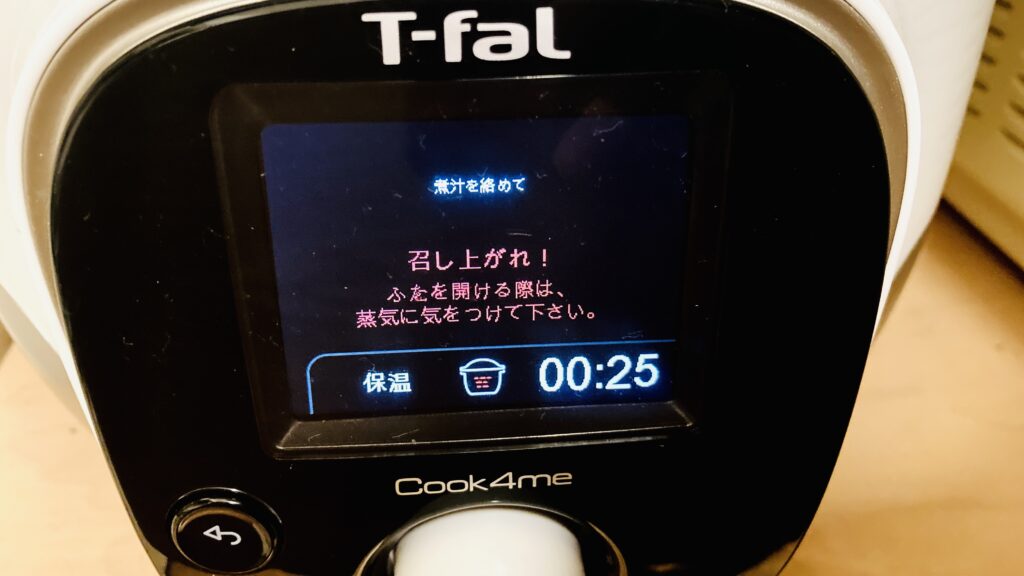 T-faL
煮汁を絡めて
召し上がれ！
ふたを開ける際は、
蒸気に気をつけて下さい。
保温 00:25
Cook4me